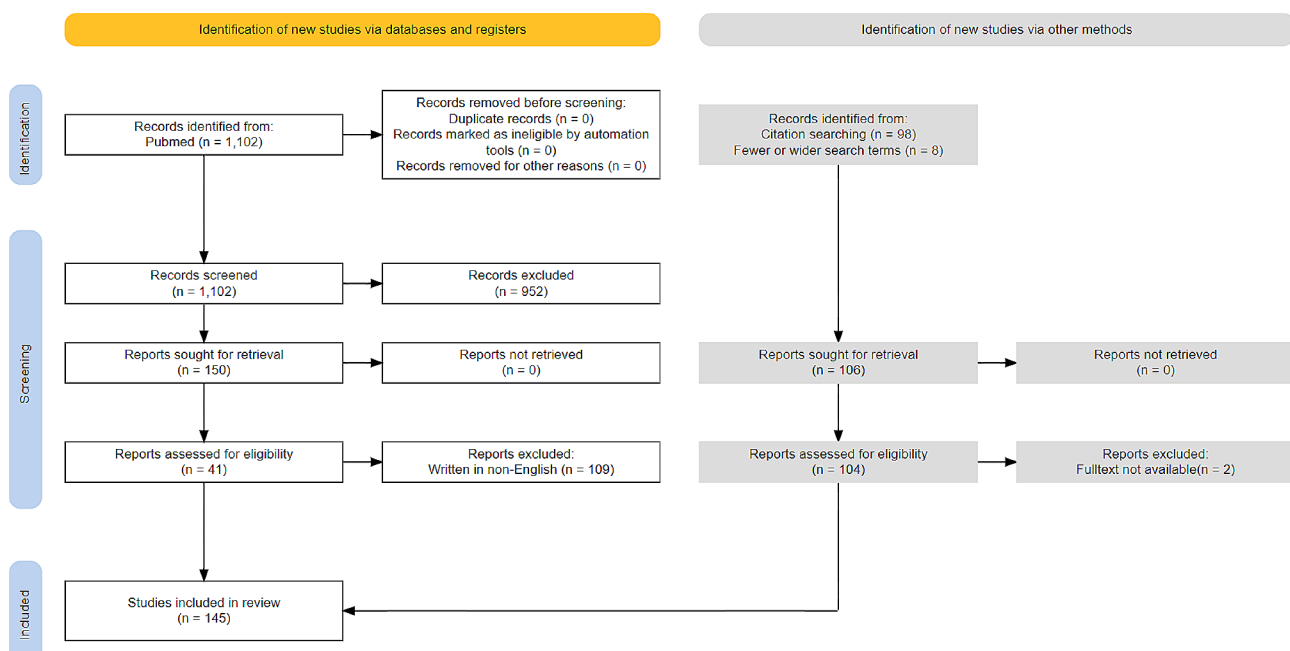 Identification of new studies via databases and registers
Identification of new studies via other methods
Identification
Records identified from:
Pubmed (n = 1,102)
Records removed before screening:
Duplicate records (n = 0)
Records marked as ineligible by automation
tools (n = 0)
Records removed for other reasons (n = 0)
Records identified from:
Citation searching (n = 98)
Fewer or wider search terms (n = 8)
Screening
Records screened
(n = 1,102)
Records excluded
(n = 952)
Reports sought for retrieval
(n = 150)
Reports not retrieved
(n = 0)
Reports sought for retrieval
(n = 106)
Reports not retrieved
(n = 0)
Reports assessed for eligibility
(n = 41)
Reports excluded:
Written in non-English (n = 109)
Reports assessed for eligibility
(n = 104)
Reports excluded:
Fulltext not available(n = 2)
Included
Studies included in review
(n = 145)